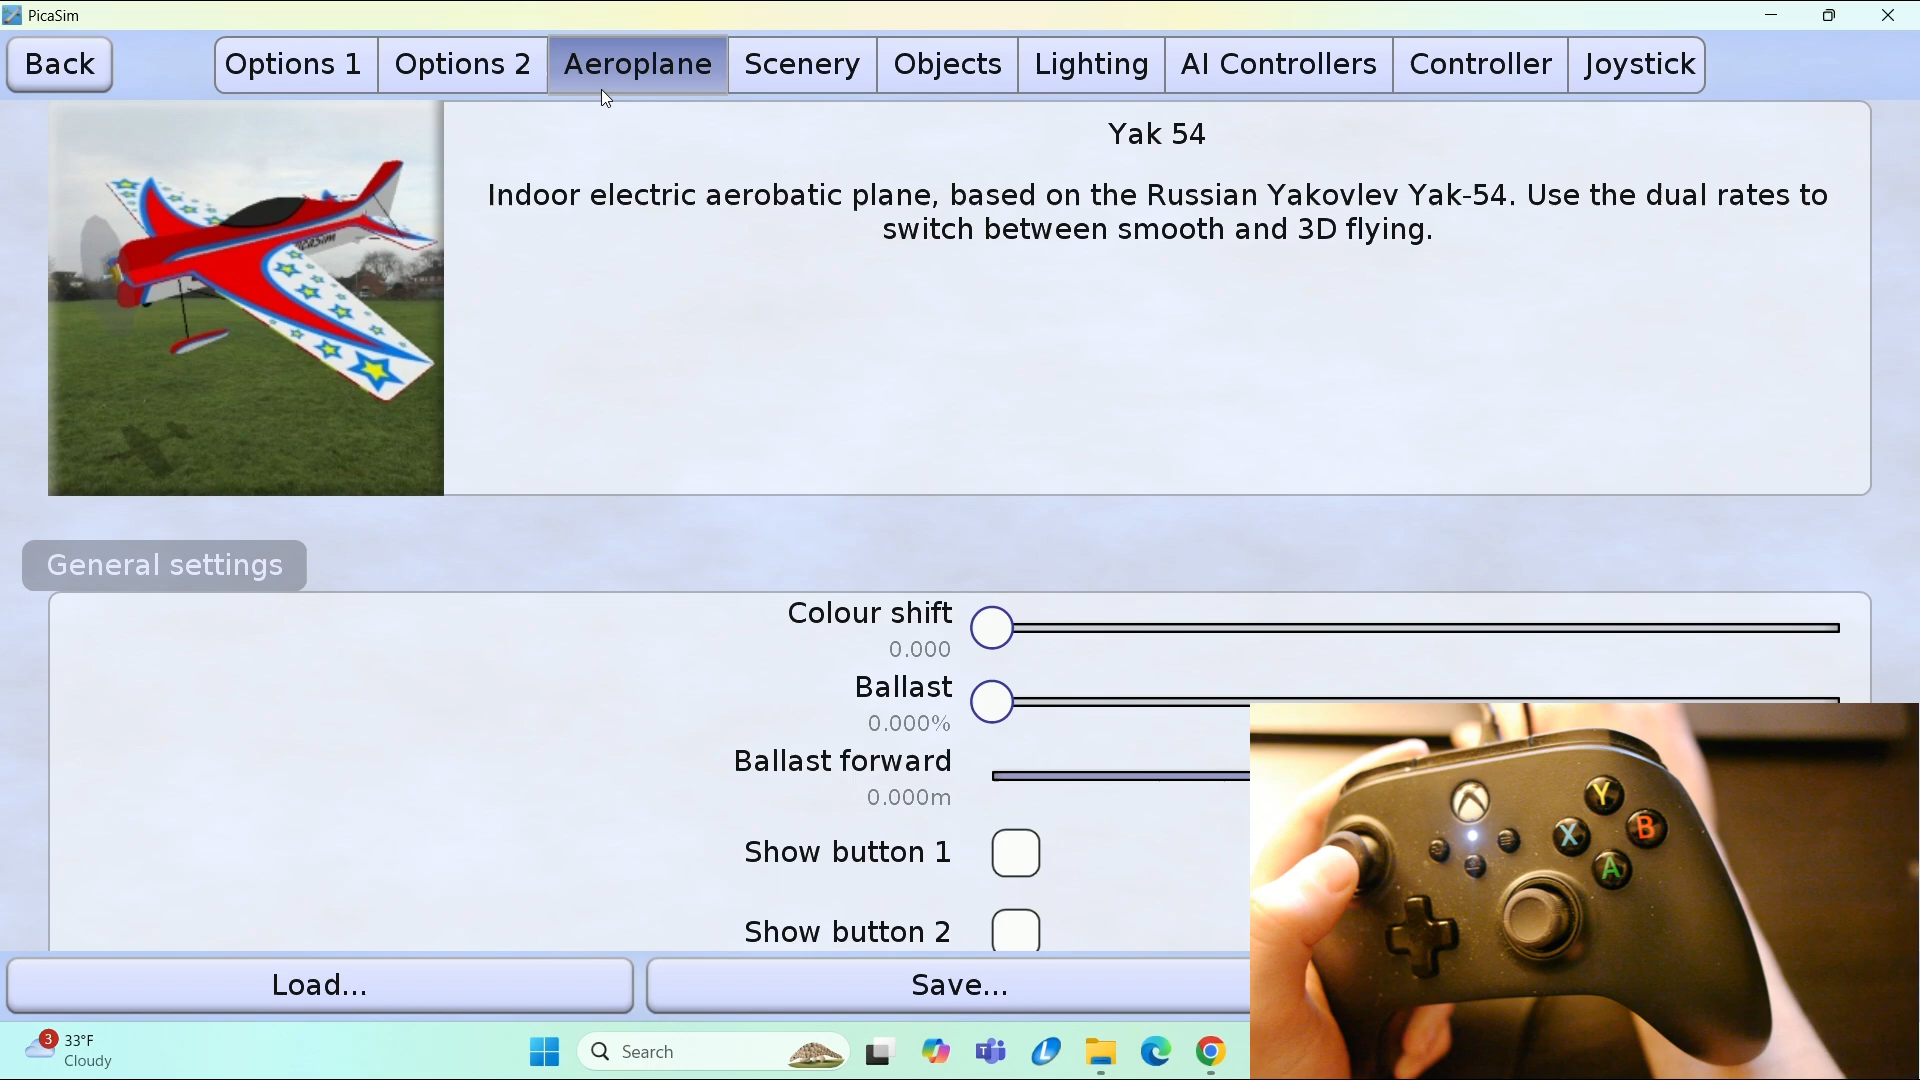 PicaSim
Back
Options 1
Options 2
Aeroplane
Scenery
Objects
Lighting
AI Controllers
Controller
Joystick
Yak 54
Indoor electric aerobatic plane, based on the Russian Yakovlev Yak-54. Use the dual rates to
switch between smooth and 3D flying.
PicaSim
General settings
Colour shift
0.000
Ballast
0.000%
Ballast forward
0.000m
Show button 1
Show button 2
Load...
Save...
Y
X
B
A
3
33°F
Cloudy
Search